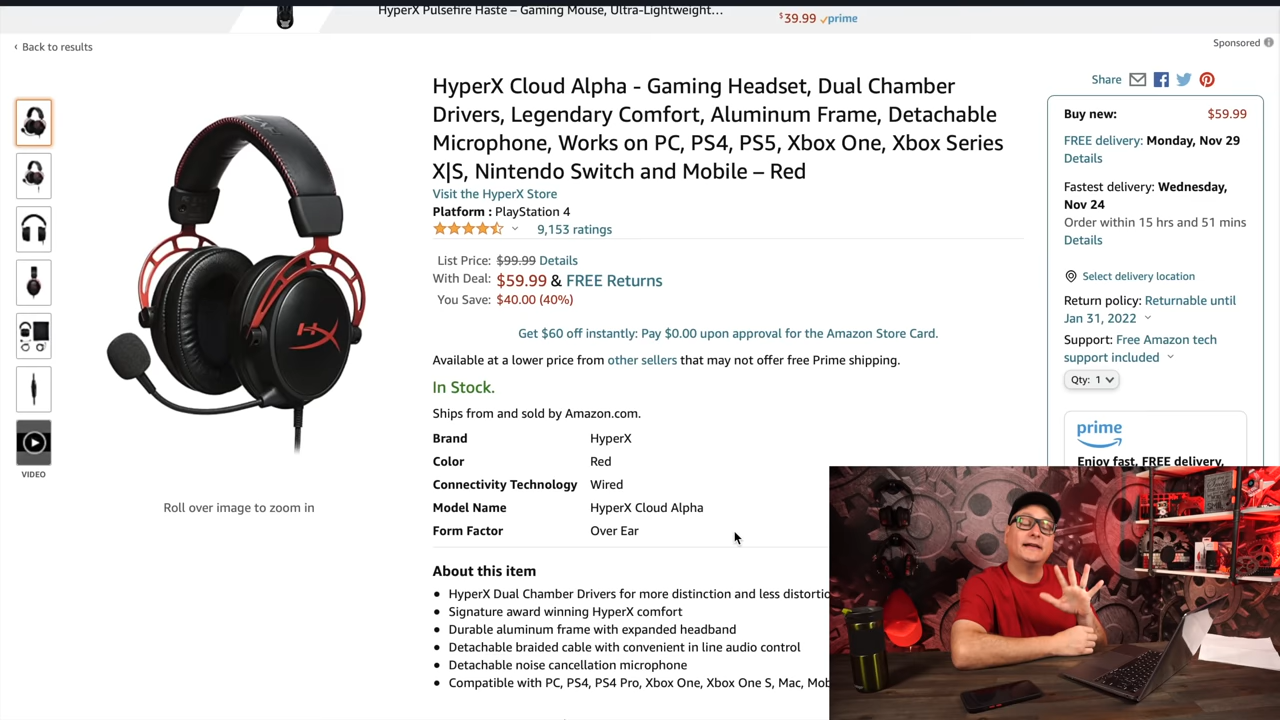 HyperX Pulsefire Haste – Gaming Mouse, Ultra-Lightweight…
$39.99 prime
‹ Back to results
Sponsored
HyperX Cloud Alpha - Gaming Headset, Dual Chamber
Drivers, Legendary Comfort, Aluminum Frame, Detachable
Microphone, Works on PC, PS4, PS5, Xbox One, Xbox Series
X|S, Nintendo Switch and Mobile – Red
Visit the HyperX Store
Platform : PlayStation 4
9,153 ratings
List Price: $99.99 Details
With Deal: $59.99 & FREE Returns
You Save: $40.00 (40%)
Get $60 off instantly: Pay $0.00 upon approval for the Amazon Store Card.
Available at a lower price from other sellers that may not offer free Prime shipping.
In Stock.
Ships from and sold by Amazon.com.
Brand HyperX
Color Red
Connectivity Technology Wired
Model Name HyperX Cloud Alpha
Form Factor Over Ear
About this item
• HyperX Dual Chamber Drivers for more distinction and less distortio
• Signature award winning HyperX comfort
• Durable aluminum frame with expanded headband
• Detachable braided cable with convenient in line audio control
• Detachable noise cancellation microphone
• Compatible with PC, PS4, PS4 Pro, Xbox One, Xbox One S, Mac, Mob
VIDEO
Roll over image to zoom in
HX
Share
Buy new: $59.99
FREE delivery: Monday, Nov 29
Details
Fastest delivery: Wednesday,
Nov 24
Order within 15 hrs and 51 mins
Details
Select delivery location
Return policy: Returnable until
Jan 31, 2022
Support: Free Amazon tech
support included
Qty: 1
prime
Enjoy fast, FREE delivery,